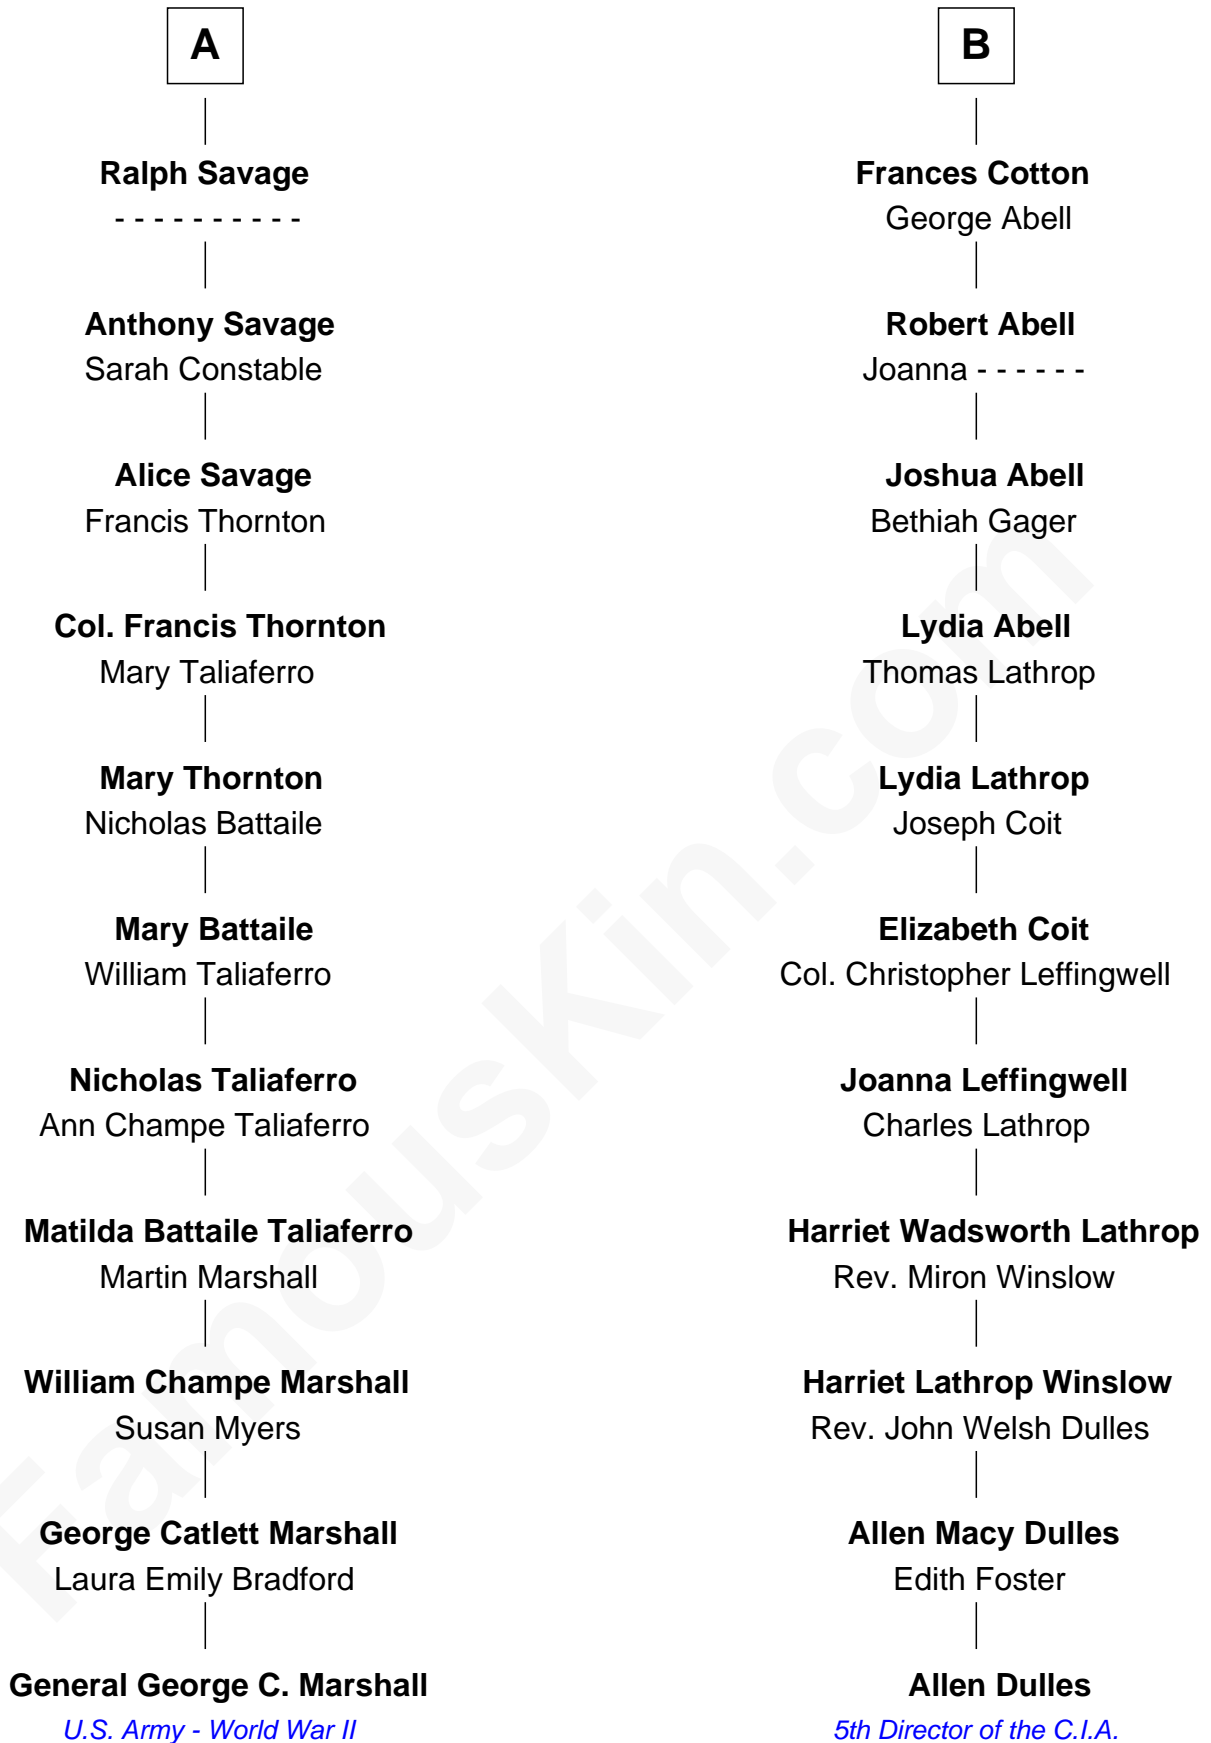 A
Ralph Savage
- - - - - - - - - -
Anthony Savage
Sarah Constable
Alice Savage
Francis Thornton
Col. Francis Thornton
Mary Taliaferro
Mary Thornton
Nicholas Battaile
Mary Battaile
William Taliaferro
Nicholas Taliaferro
Ann Champe Taliaferro
Matilda Battaile Taliaferro
Martin Marshall
William Champe Marshall
Susan Myers
George Catlett Marshall
Laura Emily Bradford
General George C. Marshall
U.S. Army - World War II
B
Frances Cotton
George Abell
Robert Abell
Joanna - - - - - -
Joshua Abell
Bethiah Gager
Lydia Abell
Thomas Lathrop
Lydia Lathrop
Joseph Coit
Elizabeth Coit
Col. Christopher Leffingwell
Joanna Leffingwell
Charles Lathrop
Harriet Wadsworth Lathrop
Rev. Miron Winslow
Harriet Lathrop Winslow
Rev. John Welsh Dulles
Allen Macy Dulles
Edith Foster
Allen Dulles
5th Director of the C.I.A.
FamousKin.com